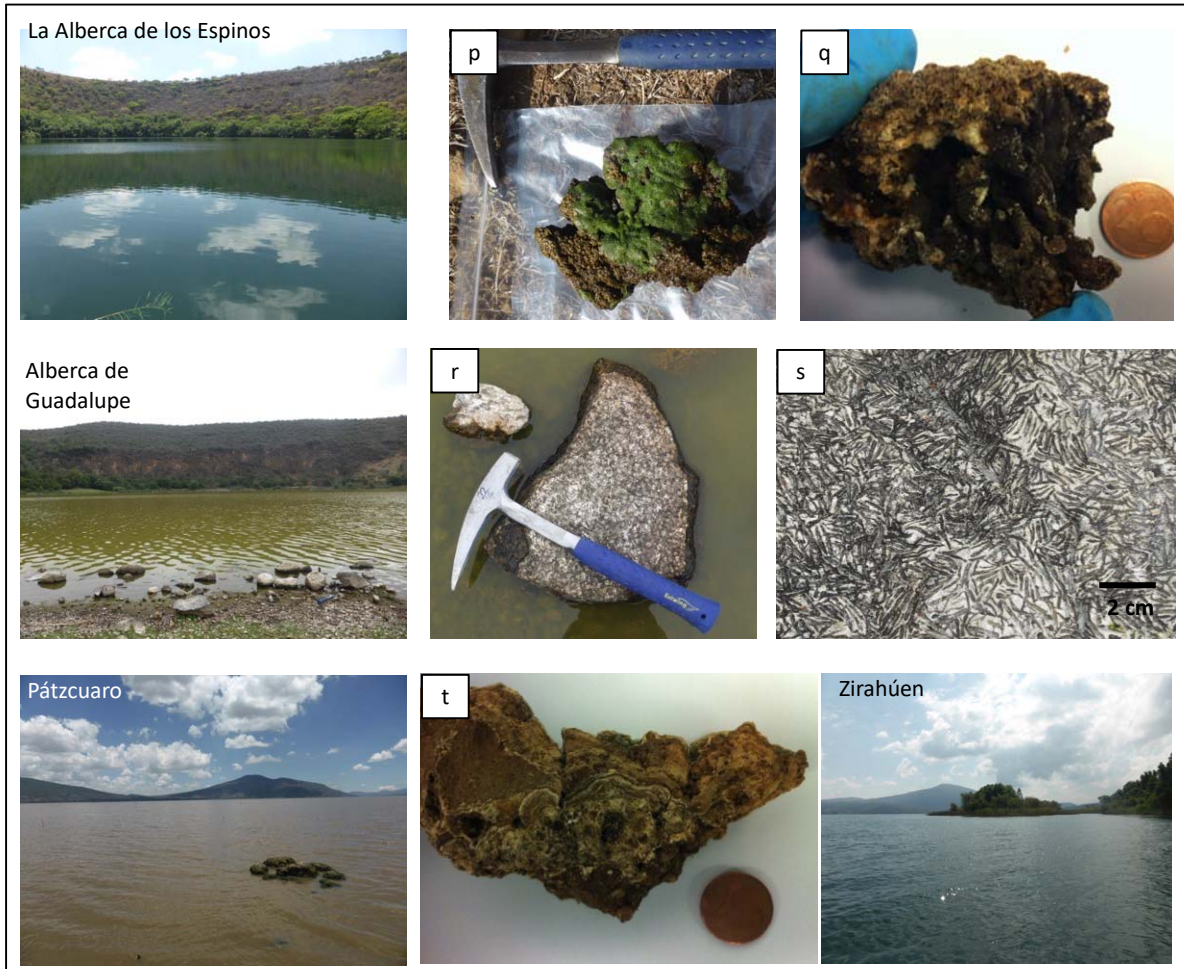 La Alberca de los Espinos
p
q
Alberca de
Guadalupe
r
s
2 cm
Pátzcuaro
t
Zirahúen